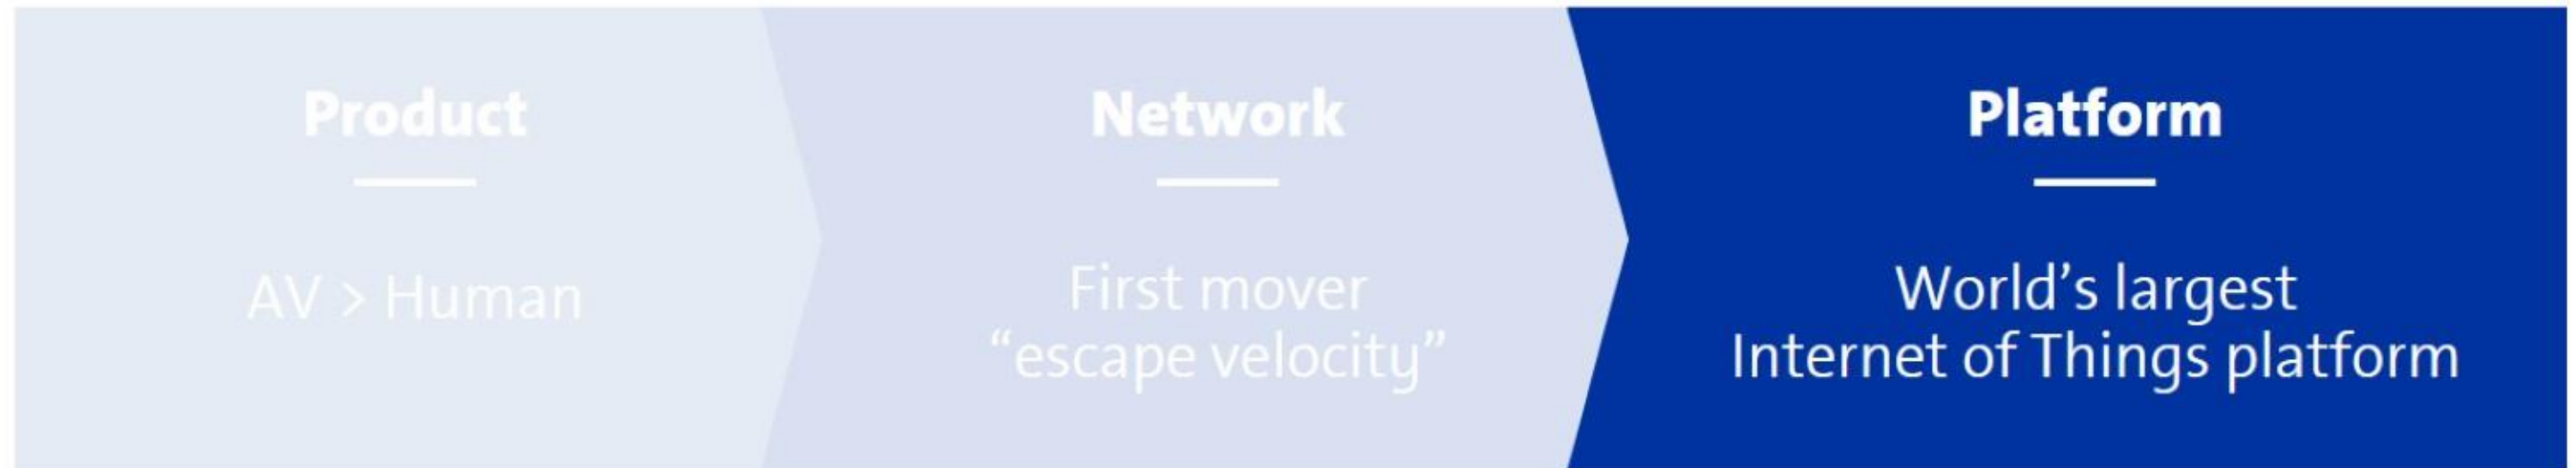 Product
AV > Human
Network
First mover
“escape velocity”
Platform
World’s largest
Internet of Things platform